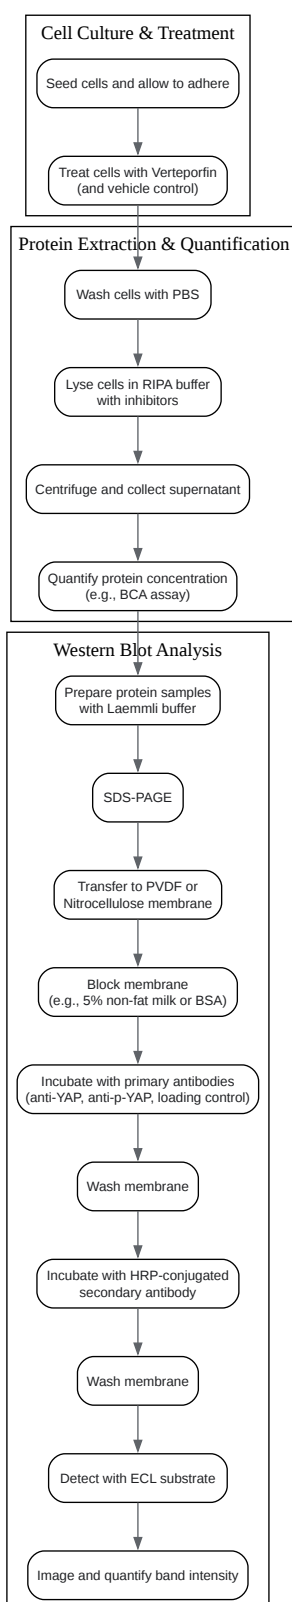 Cell Culture & Treatment
Seed cells and allow to adhere
Treat cells with Verteporfin
(and vehicle control)
Protein Extraction & Quantification
Wash cells with PBS
Lyse cells in RIPA buffer
with inhibitors
Centrifuge and collect supernatant
Quantify protein concentration
(e.g., BCA assay)
Western Blot Analysis
Prepare protein samples
with Laemmli buffer
SDS-PAGE
Transfer to PVDF or
Nitrocellulose membrane
Block membrane
(e.g., 5% non-fat milk or BSA)
Incubate with primary antibodies
(anti-YAP, anti-p-YAP, loading control)
Wash membrane
Incubate with HRP-conjugated
secondary antibody
Wash membrane
Detect with ECL substrate
Image and quantify band intensity